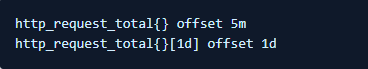 http_request_total{} offset 5m
http_request_total{}[1d] offset 1d